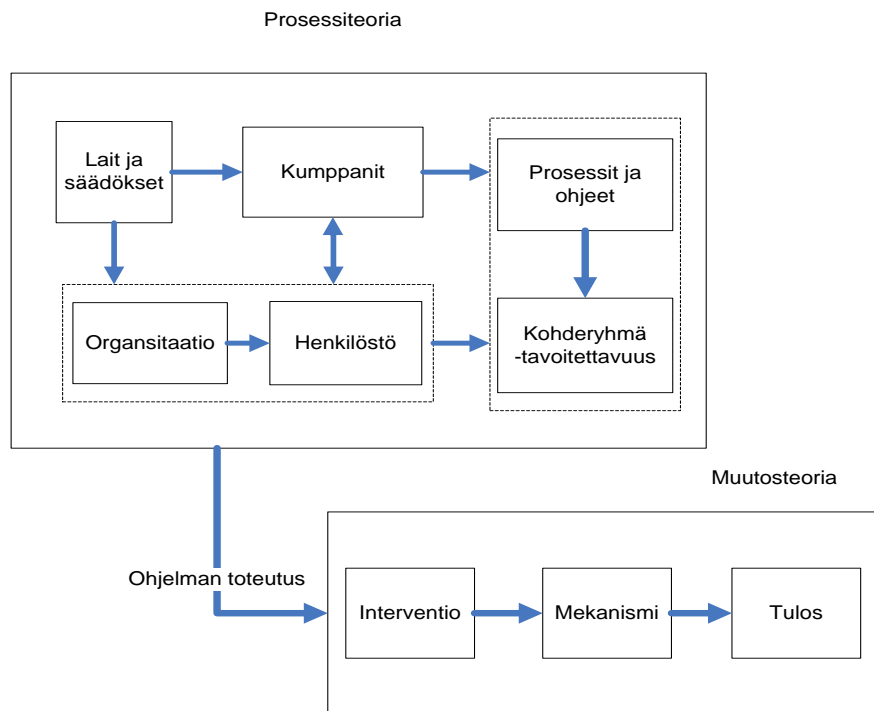 Prosessiteoria
Lait ja
säädökset
Kumppanit
Prosessit ja
ohjeet
Organsitaatio
Henkilöstö
Kohderyhmä
-tavoitettavuus
Muutosteoria
Ohjelman toteutus
Interventio
Mekanismi
Tulos